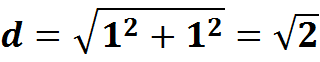 d = √(1² + 1²) = √2